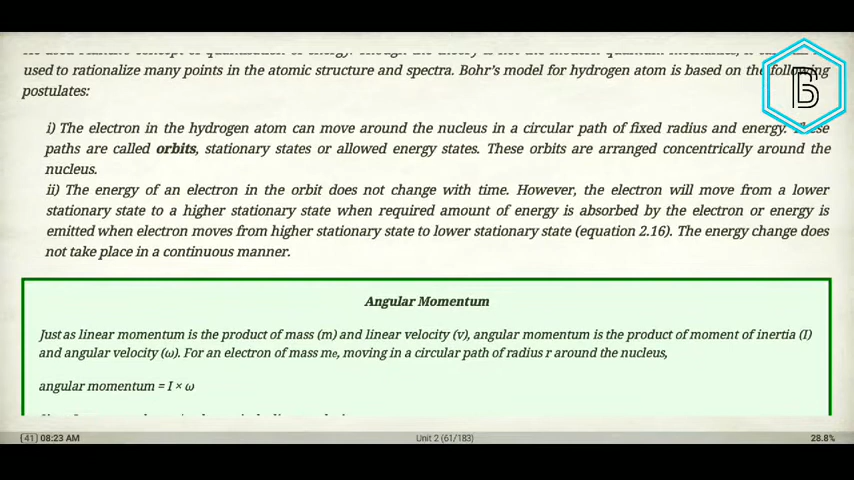 used to rationalize many points in the atomic structure and spectra. Bohr's model for hydrogen atom is based on the following
postulates:
i) The electron in the hydrogen atom can move around the nucleus in a circular path of fixed radius and energy. These
paths are called orbits, stationary states or allowed energy states. These orbits are arranged concentrically around the
nucleus.
ii) The energy of an electron in the orbit does not change with time. However, the electron will move from a lower
stationary state to a higher stationary state when required amount of energy is absorbed by the electron or energy is
emitted when electron moves from higher stationary state to lower stationary state (equation 2.16). The energy change does
not take place in a continuous manner.
Angular Momentum
Just as linear momentum is the product of mass (m) and linear velocity (v), angular momentum is the product of moment of inertia (I)
and angular velocity (ω). For an electron of mass mₑ, moving in a circular path of radius r around the nucleus,
angular momentum = I × ω
[41] 08:23 AM
Unit 2 (61/183)
28.8%